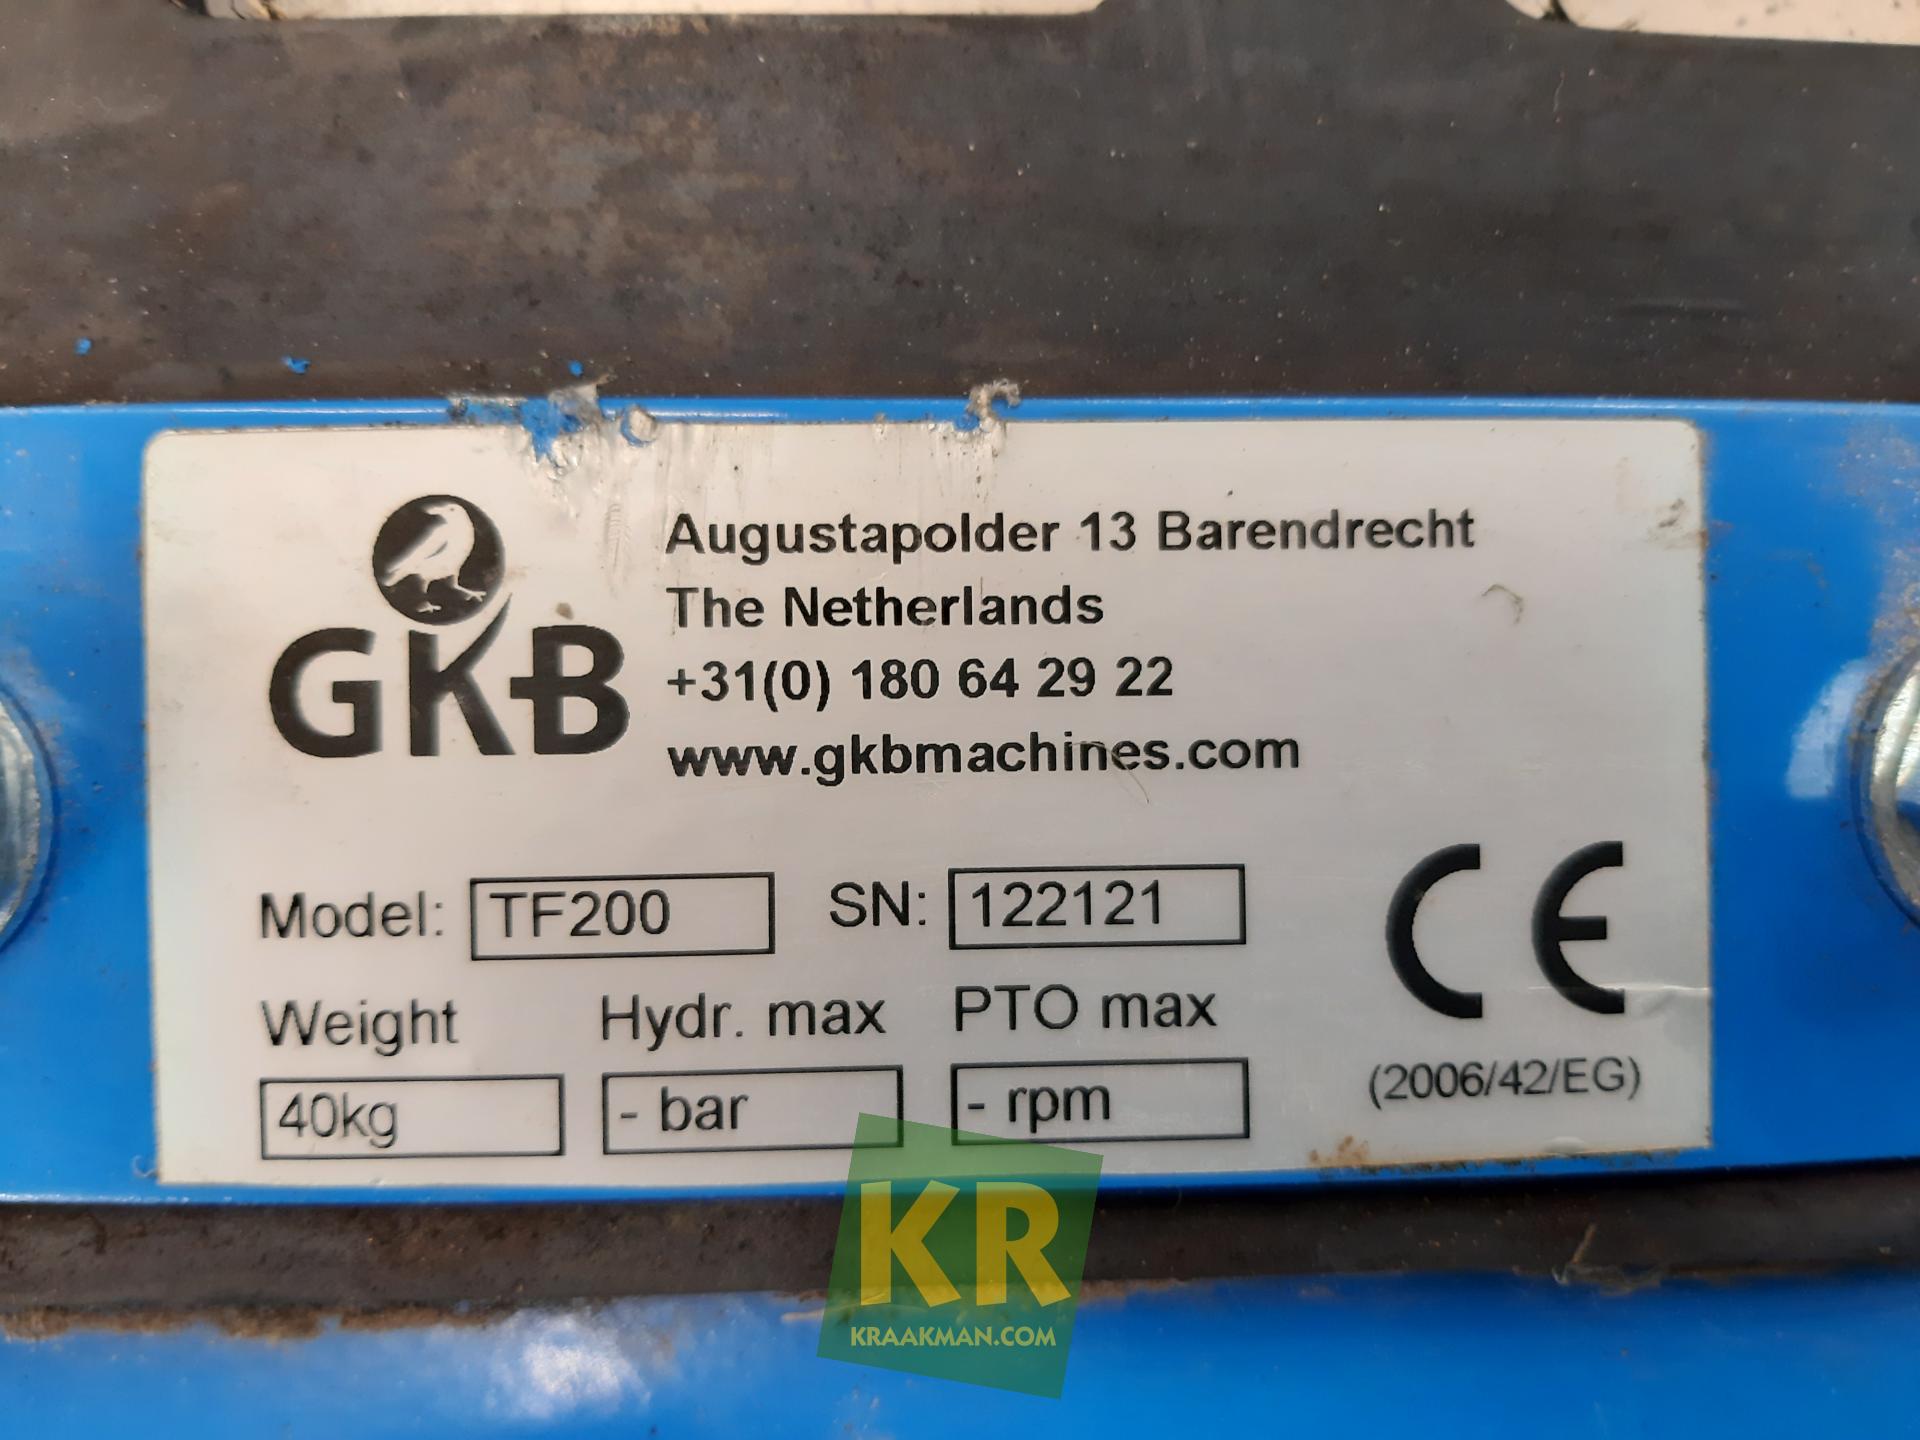 GKB
Augustapolder 13 Barendrecht
The Netherlands
+31(0) 180 64 29 22
www.gkbmachines.com
Model: TF200 SN: 122121
Weight Hydr. max PTO max
40kg - bar - rpm
CE
(2006/42/EG)
KR
KRAAKMAN.COM